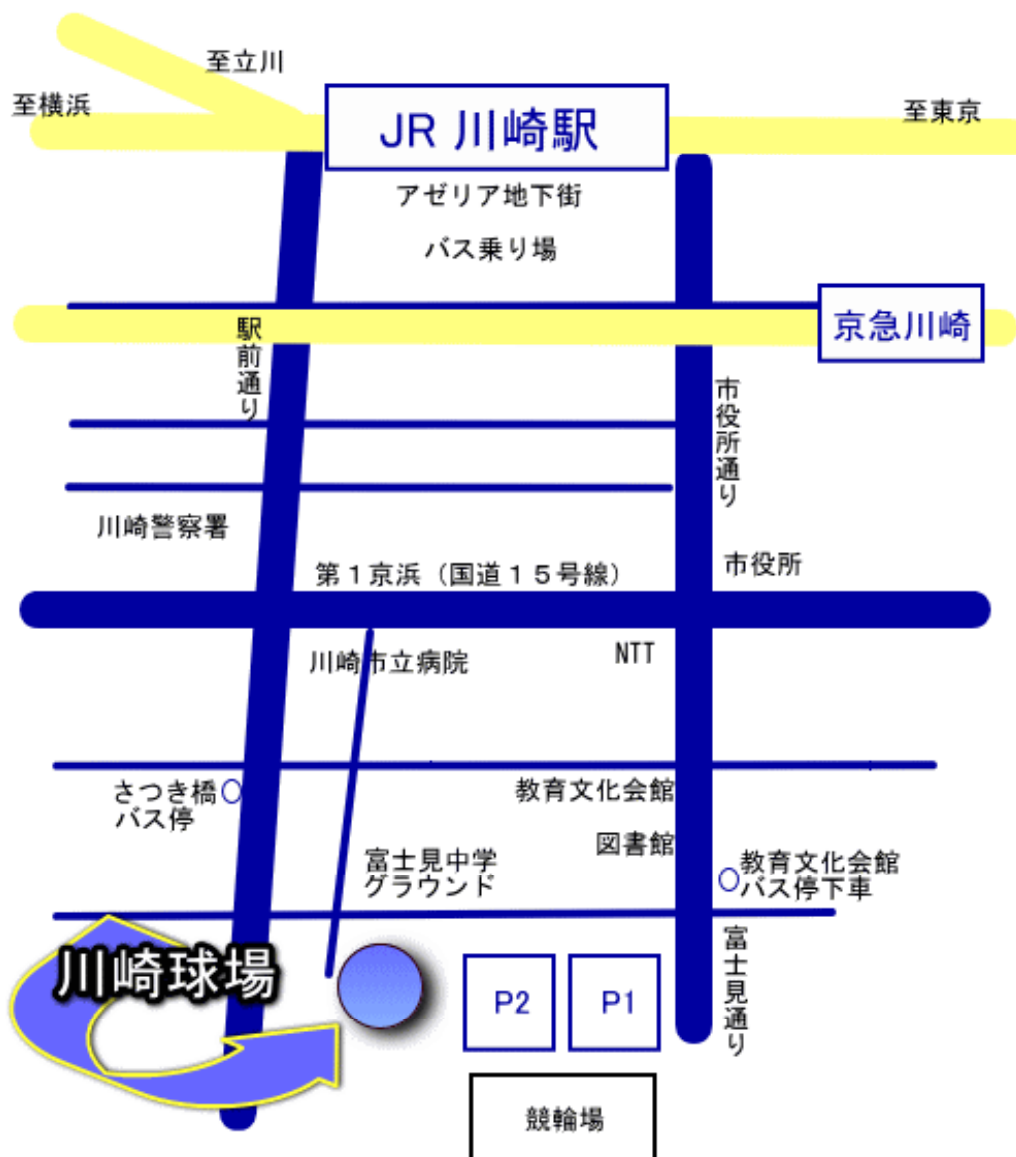 至立川
至横浜
JR 川崎駅
至東京
アゼリア地下街
バス乗り場
京急川崎
駅前通り
市役所通り
川崎警察署
市役所
第１京浜（国道１５号線）
川崎市立病院
NTT
さつき橋
バス停
教育文化会館
図書館
富士見中学
グラウンド
教育文化会館
バス停下車
富士見通り
川崎球場
P2
P1
競輪場